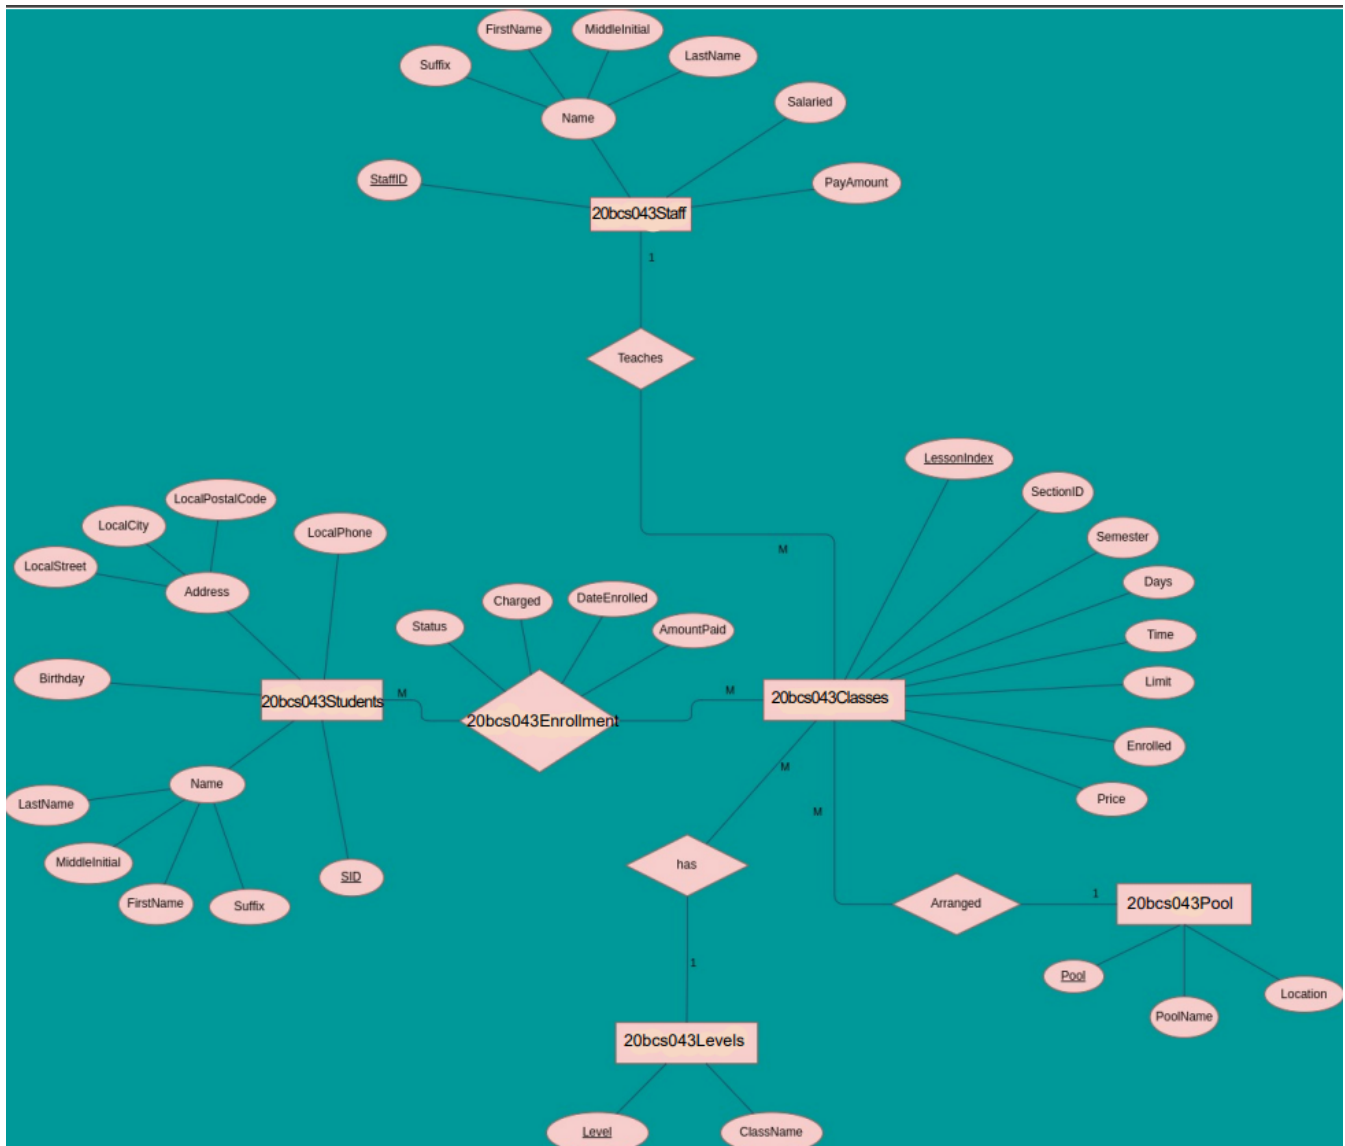 FirstName
MiddleInitial
Suffix
LastName
Name
Salaried
StaffID
PayAmount
20bcs043Staff
1
Teaches
M
LessonIndex
SectionID
Semester
Days
Time
Limit
Enrolled
Price
LocalPostalCode
LocalCity
LocalPhone
LocalStreet
Address
Birthday
Status
Charged
DateEnrolled
AmountPaid
20bcs043Students
M
20bcs043Enrollment
M
20bcs043Classes
Name
LastName
MiddleInitial
FirstName
Suffix
SID
M
M
has
Arranged
1
20bcs043Pool
Pool
PoolName
Location
1
20bcs043Levels
Level
ClassName